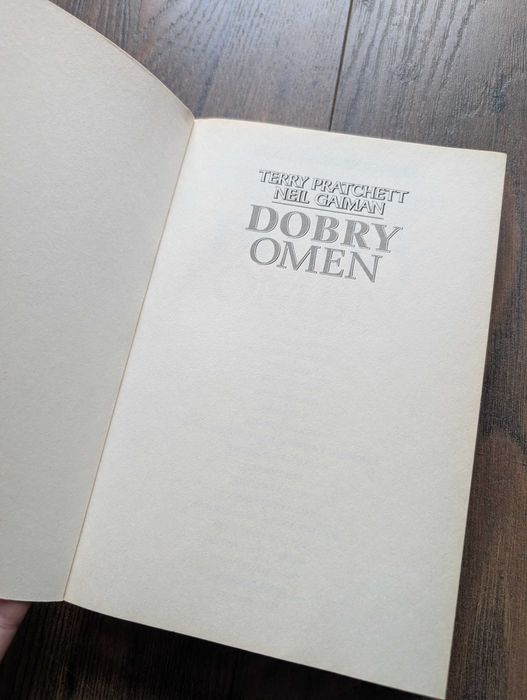 TERRY PRATCHETT
NEIL GAIMAN
DOBRY
OMEN